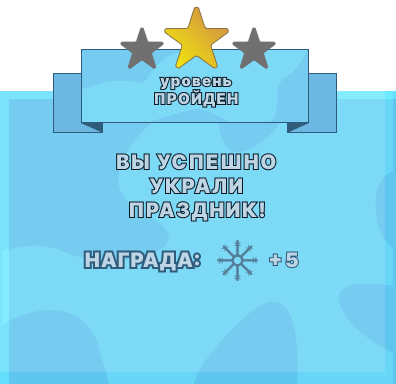 уровень
ПРОЙДЕН
ВЫ УСПЕШНО
УКРАЛИ
ПРАЗДНИК!
НАГРАДА: + 5